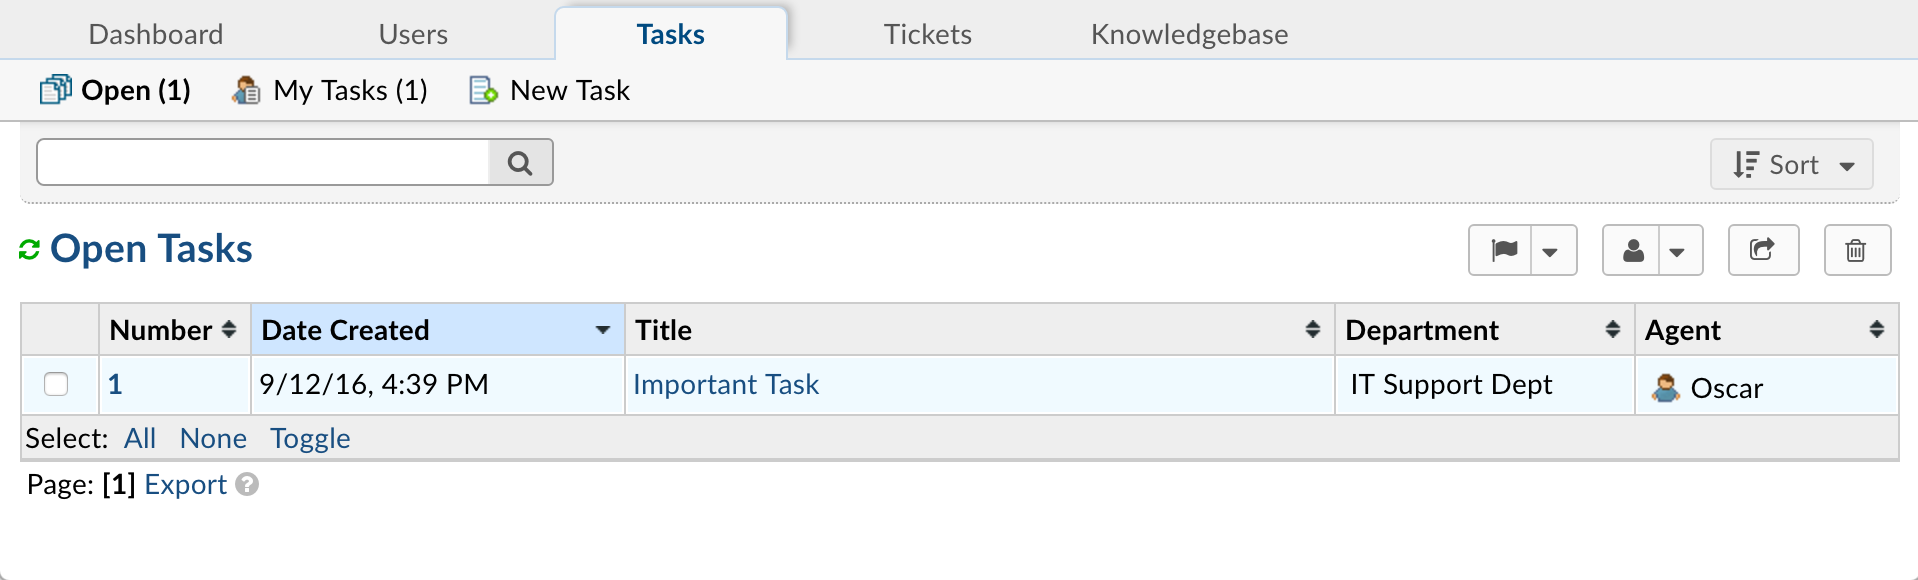 Dashboard Users Tasks Tickets Knowledgebase
Open (1) My Tasks (1) New Task
Sort
Open Tasks
Number Date Created Title Department Agent
1 9/12/16, 4:39 PM Important Task IT Support Dept Oscar
Select: All None Toggle
Page: [1] Export ?